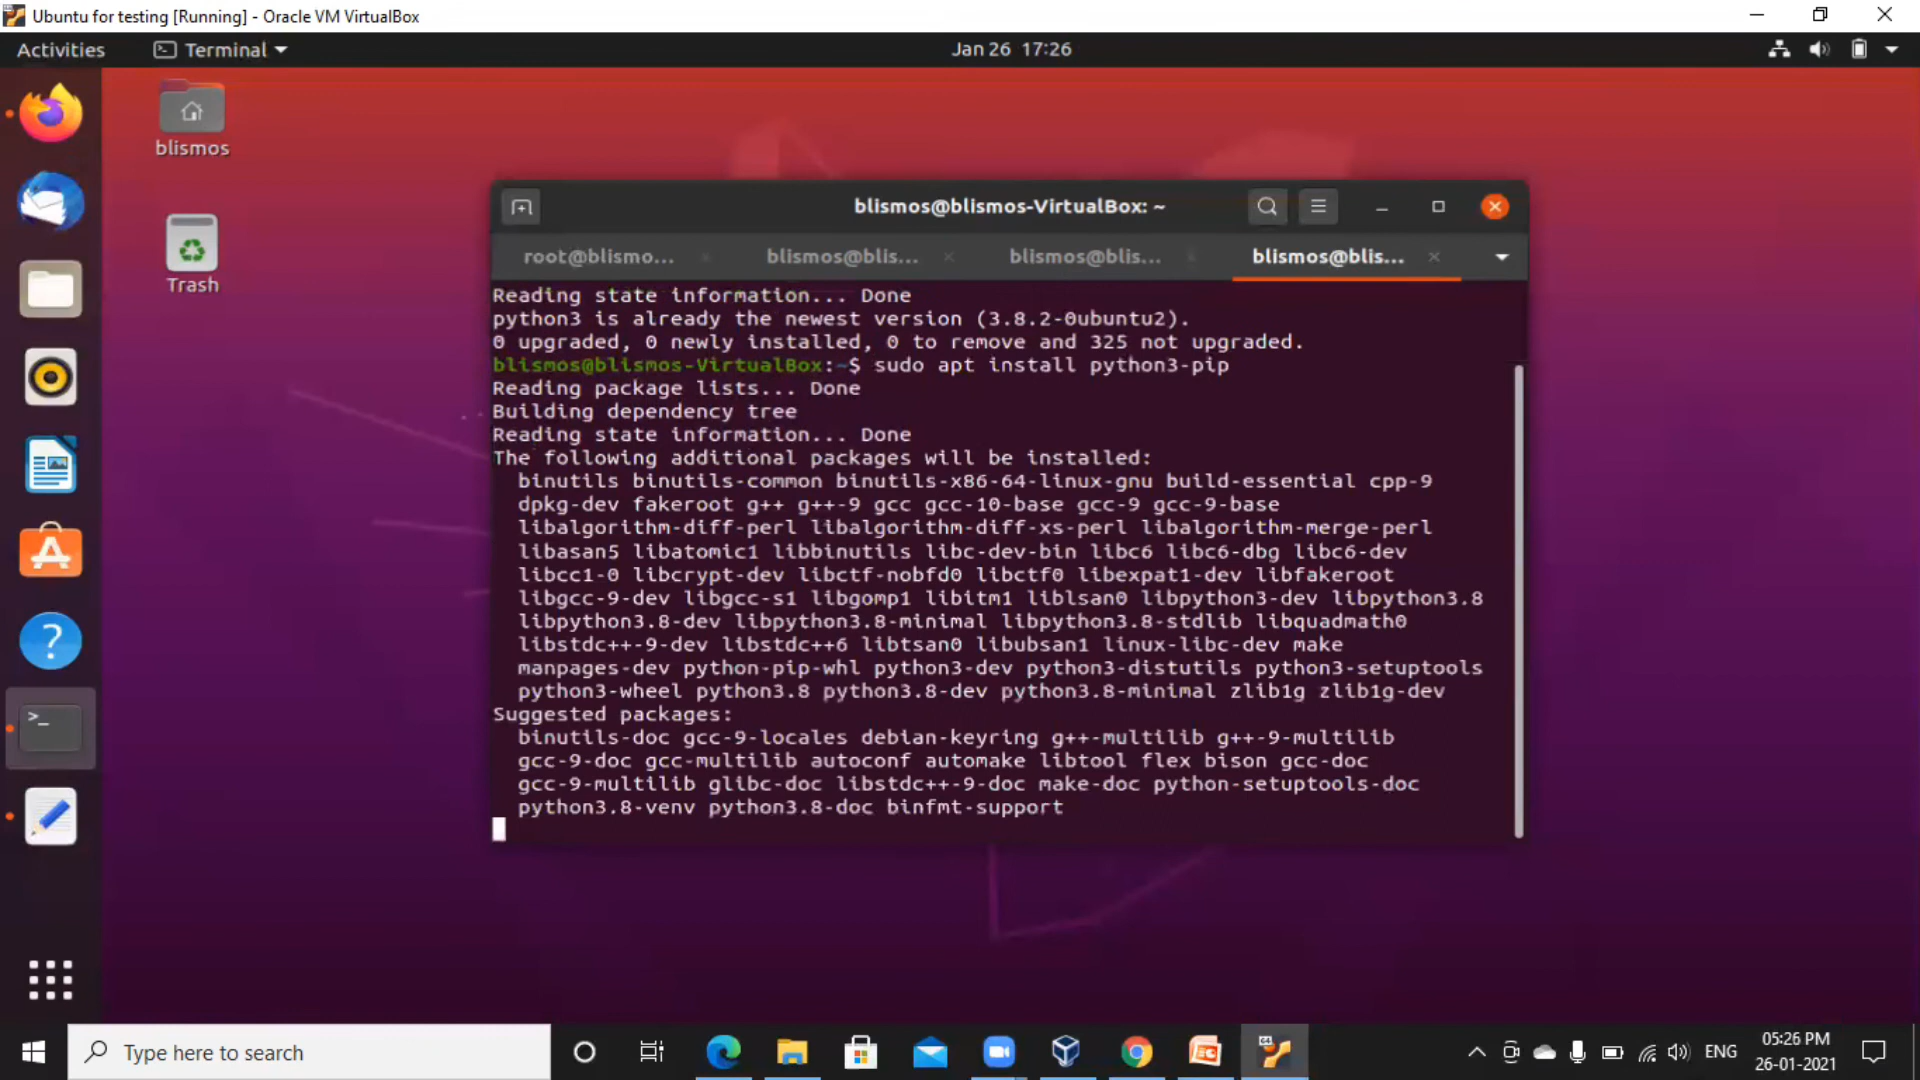 Ubuntu for testing [Running] - Oracle VM VirtualBox
Activities Terminal Jan 26 17:26
blismos
Trash
blismos@blismos-VirtualBox: ~
root@blismo... blismos@blis... blismos@blis... blismos@blis...
Reading state information... Done
python3 is already the newest version (3.8.2-0ubuntu2).
0 upgraded, 0 newly installed, 0 to remove and 325 not upgraded.
blismos@blismos-VirtualBox:~$ sudo apt install python3-pip
Reading package lists... Done
Building dependency tree
Reading state information... Done
The following additional packages will be installed:
binutils binutils-common binutils-x86-64-linux-gnu build-essential cpp-9
dpkg-dev fakeroot g++ g++-9 gcc gcc-10-base gcc-9 gcc-9-base
libalgorithm-diff-perl libalgorithm-diff-xs-perl libalgorithm-merge-perl
libasan5 libatomic1 libbinutils libc-dev-bin libc6 libc6-dbg libc6-dev
libcc1-0 libcrypt-dev libctf-nobfd0 libctf0 libexpat1-dev libfakeroot
libgcc-9-dev libgcc-s1 libgomp1 libitm1 liblsan0 libpython3-dev libpython3.8
libpython3.8-dev libpython3.8-minimal libpython3.8-stdlib libquadmath0
libstdc++-9-dev libstdc++6 libtsan0 libubsan1 linux-libc-dev make
manpages-dev python-pip-whl python3-dev python3-distutils python3-setuptools
python3-wheel python3.8 python3.8-dev python3.8-minimal zlib1g zlib1g-dev
Suggested packages:
binutils-doc gcc-9-locales debian-keyring g++-multilib g++-9-multilib
gcc-9-doc gcc-multilib autoconf automake libtool flex bison gcc-doc
gcc-9-multilib glibc-doc libstdc++-9-doc make-doc python-setuptools-doc
python3.8-venv python3.8-doc binfmt-support
Type here to search
64
ENG
05:26 PM
26-01-2021